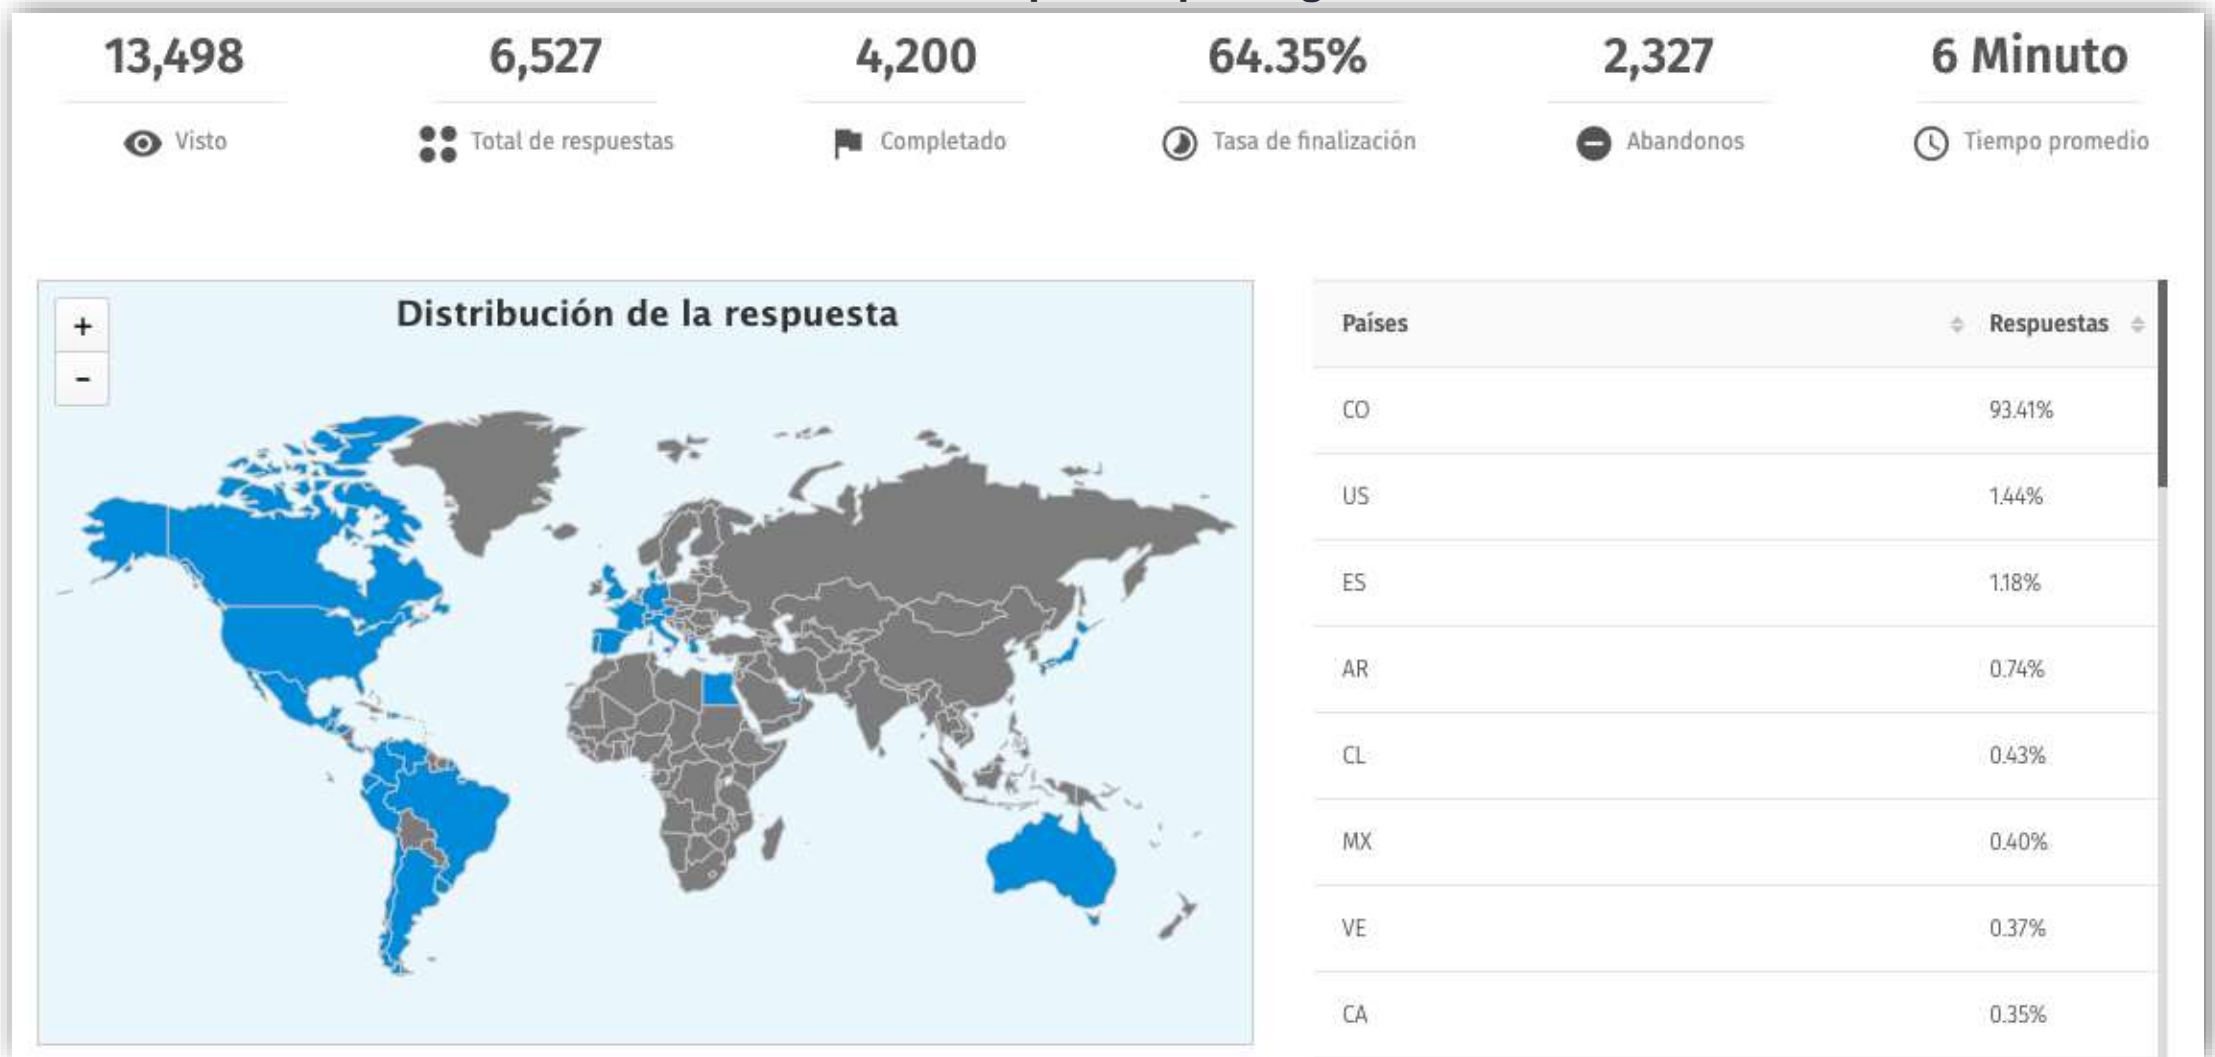 13,498
6,527
4,200
64.35%
2,327
6 Minuto
Visto
Total de respuestas
Completado
Tasa de finalización
Abandonos
Tiempo promedio
+
-
Distribución de la respuesta
Países Respuestas
CO 93.41%
US 1.44%
ES 1.18%
AR 0.74%
CL 0.43%
MX 0.40%
VE 0.37%
CA 0.35%